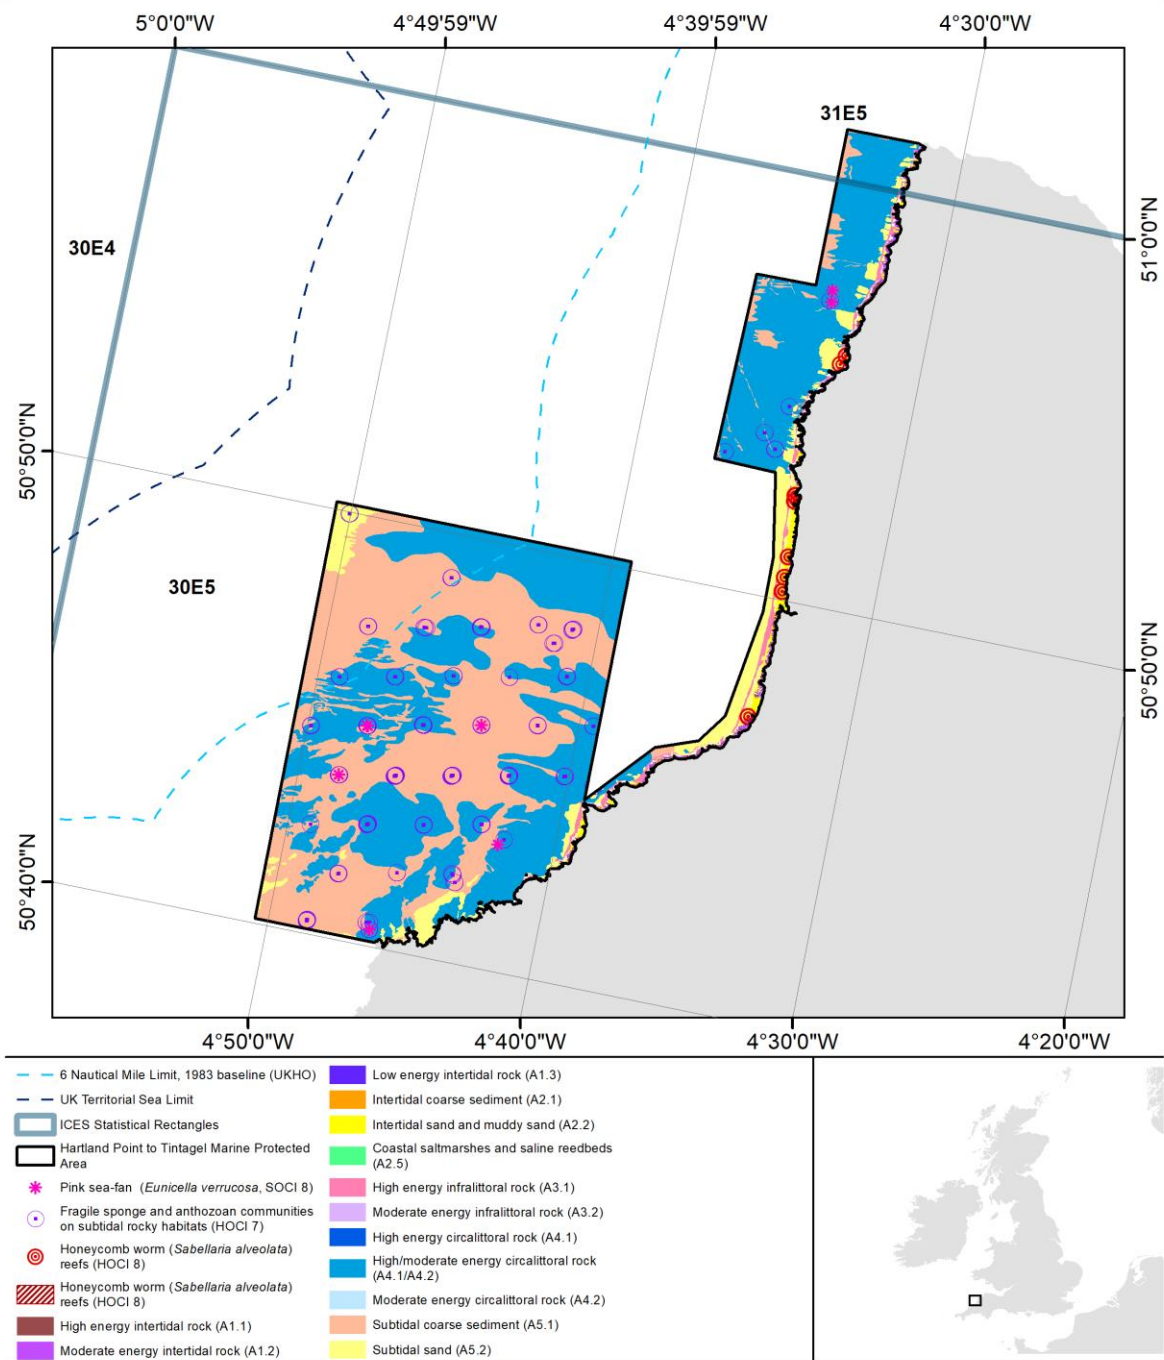 5°0'0"W 4°49'59"W 4°39'59"W 4°30'0"W
31E5
30E4
51°0'0"N
50°50'0"N
30E5
50°50'0"N
50°40'0"N
4°50'0"W 4°40'0"W 4°30'0"W 4°20'0"W
6 Nautical Mile Limit, 1983 baseline (UKHO)
UK Territorial Sea Limit
ICES Statistical Rectangles
Hartland Point to Tintagel Marine Protected
Area
Pink sea-fan (Eunicella verrucosa, SOCI 8)
Fragile sponge and anthozoan communities
on subtidal rocky habitats (HOCI 7)
Honeycomb worm (Sabellaria alveolata)
reefs (HOCI 8)
Honeycomb worm (Sabellaria alveolata)
reefs (HOCI 8)
High energy intertidal rock (A1.1)
Moderate energy intertidal rock (A1.2)
Low energy intertidal rock (A1.3)
Intertidal coarse sediment (A2.1)
Intertidal sand and muddy sand (A2.2)
Coastal saltmarshes and saline reedbeds
(A2.5)
High energy infralittoral rock (A3.1)
Moderate energy infralittoral rock (A3.2)
High energy circalittoral rock (A4.1)
High/moderate energy circalittoral rock
(A4.1/A4.2)
Moderate energy circalittoral rock (A4.2)
Subtidal coarse sediment (A5.1)
Subtidal sand (A5.2)